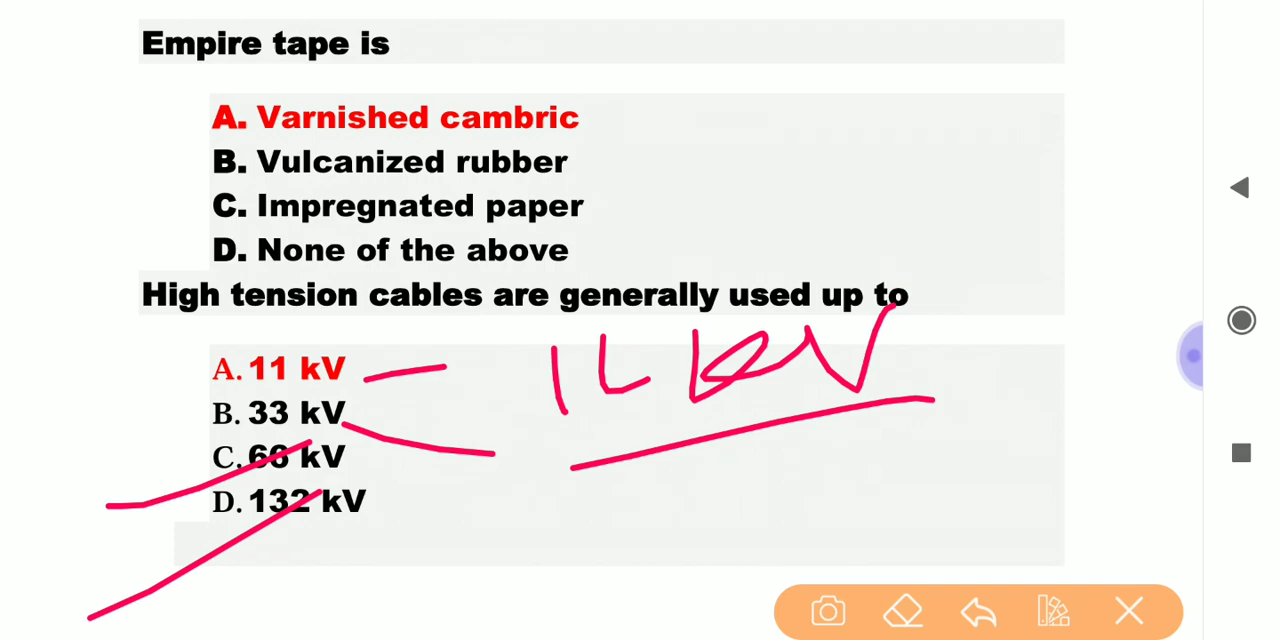 Empire tape is
A. Varnished cambric
B. Vulcanized rubber
C. Impregnated paper
D. None of the above
High tension cables are generally used up to
A. 11 kV
11 kV
B. 33 kV
C. 66 kV
D. 132 kV